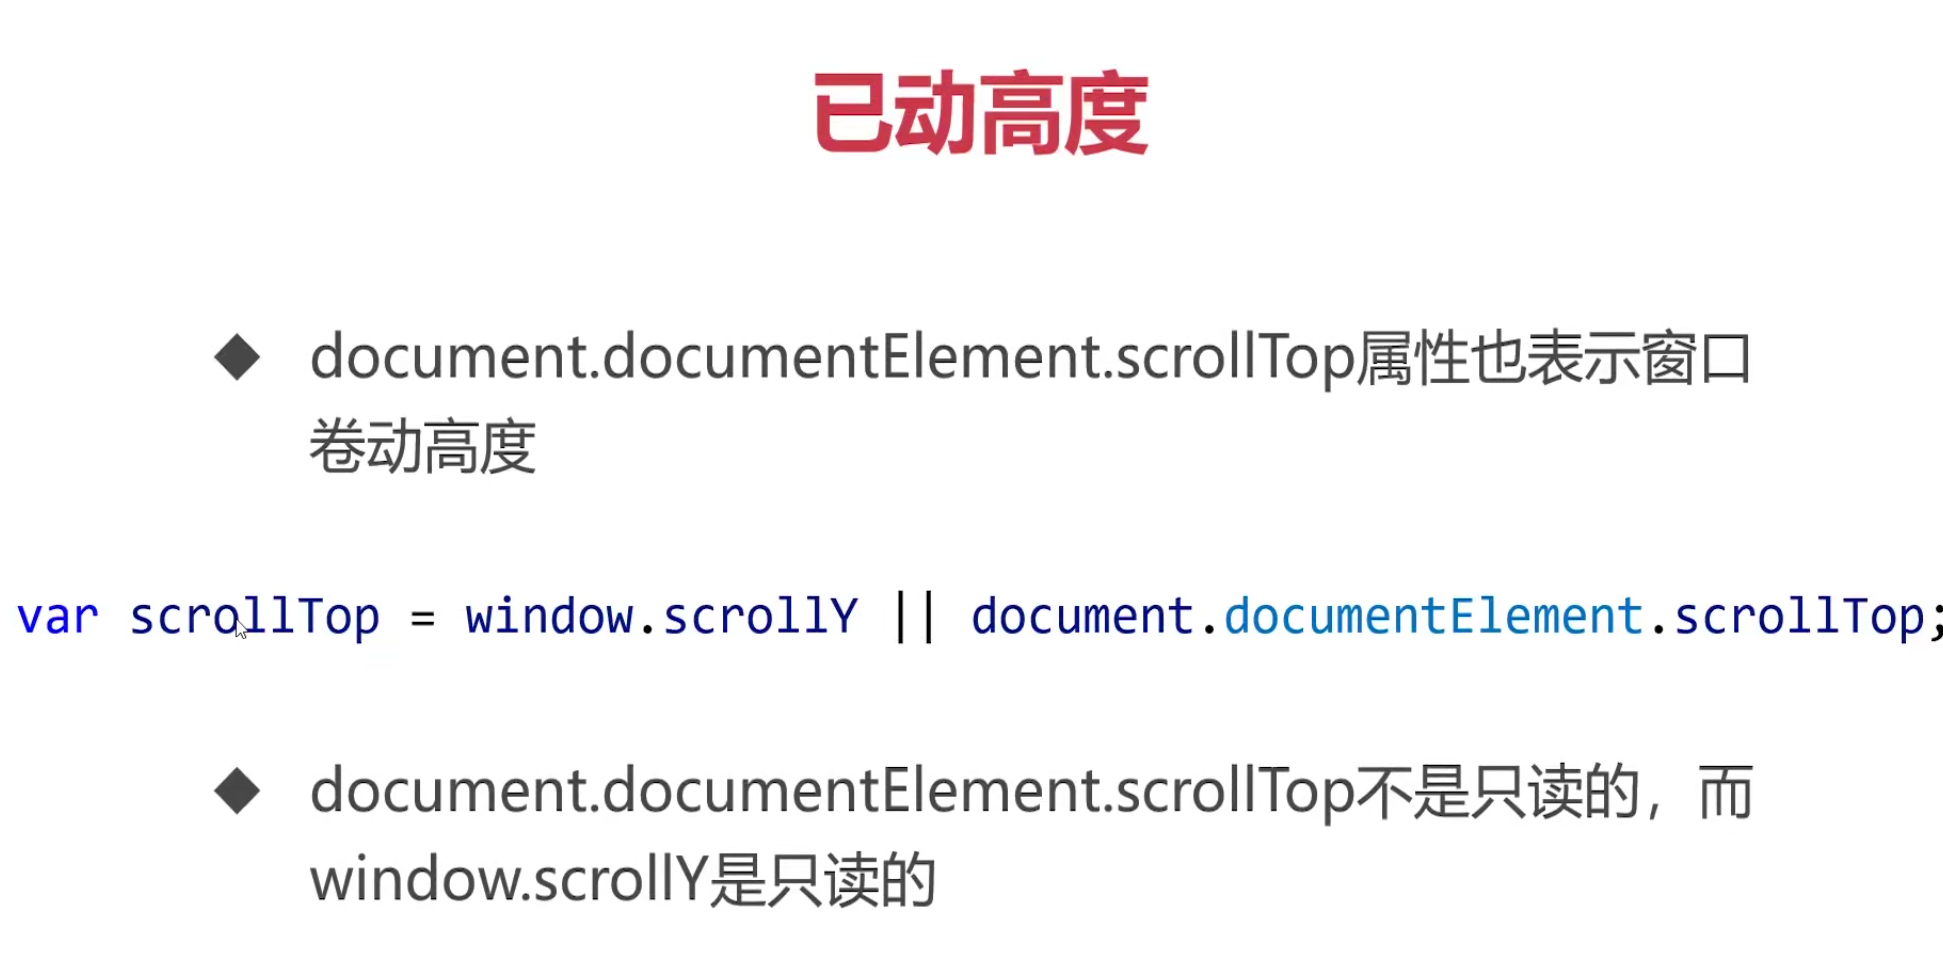 已动高度
document.documentElement.scrollTop属性也表示窗口
卷动高度
var scrollTop = window.scrollY || document.documentElement.scrollTop;
document.documentElement.scrollTop不是只读的，而
window.scrollY是只读的